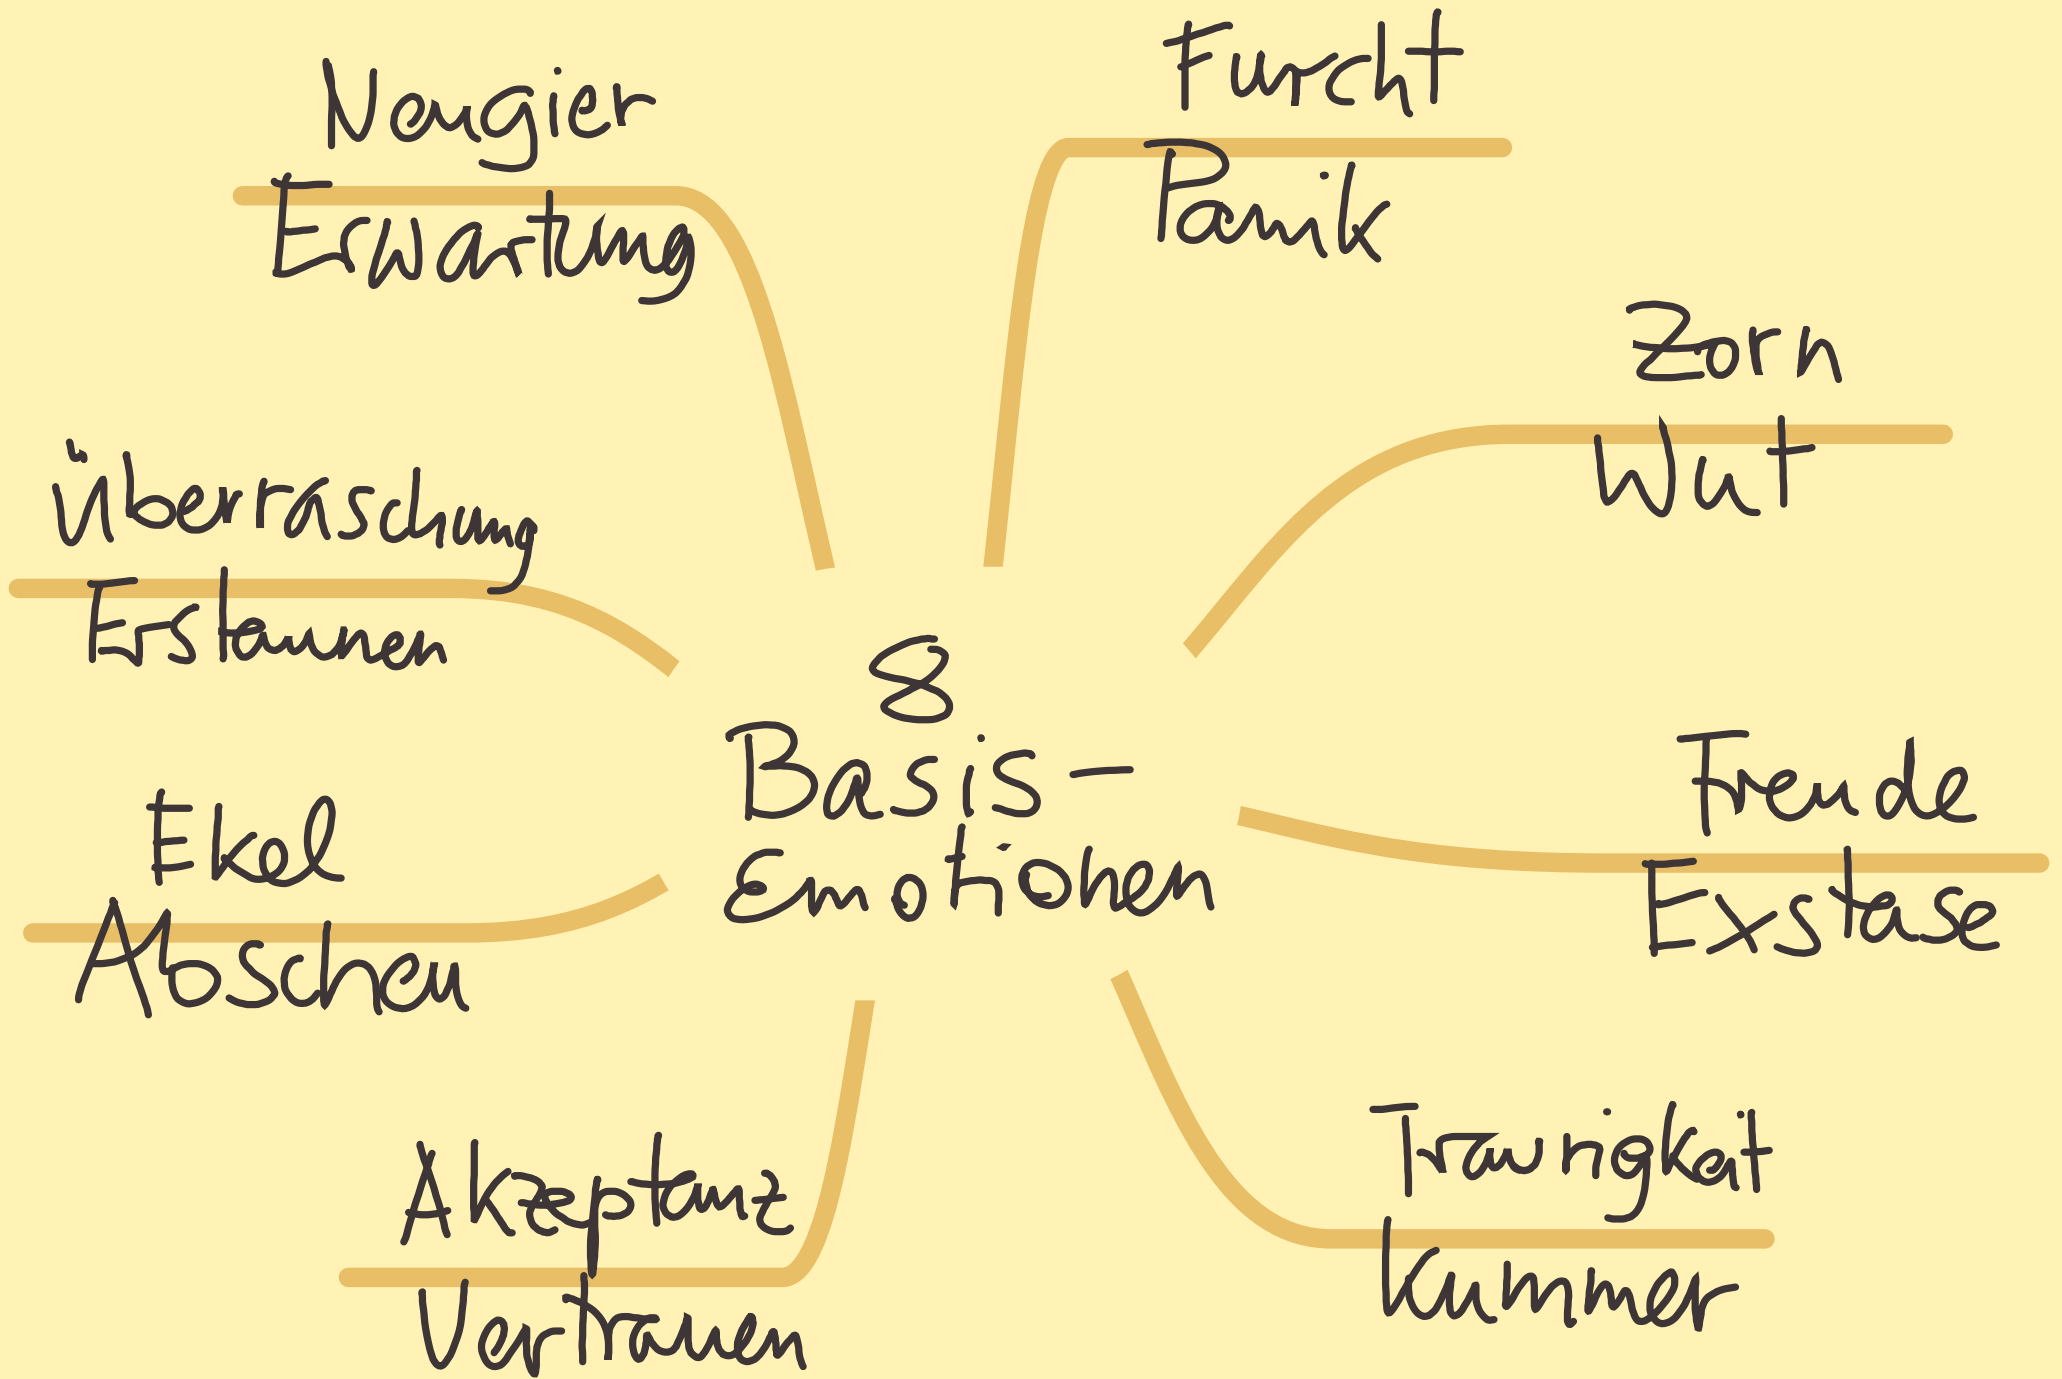 Neugier
Erwartung
Furcht
Panik
Zorn
Wut
Überraschung
Erstaunen
8
Basis-
Emotionen
Freude
Exstase
Ekel
Abscheu
Akzeptanz
Vertrauen
Traurigkeit
Kummer